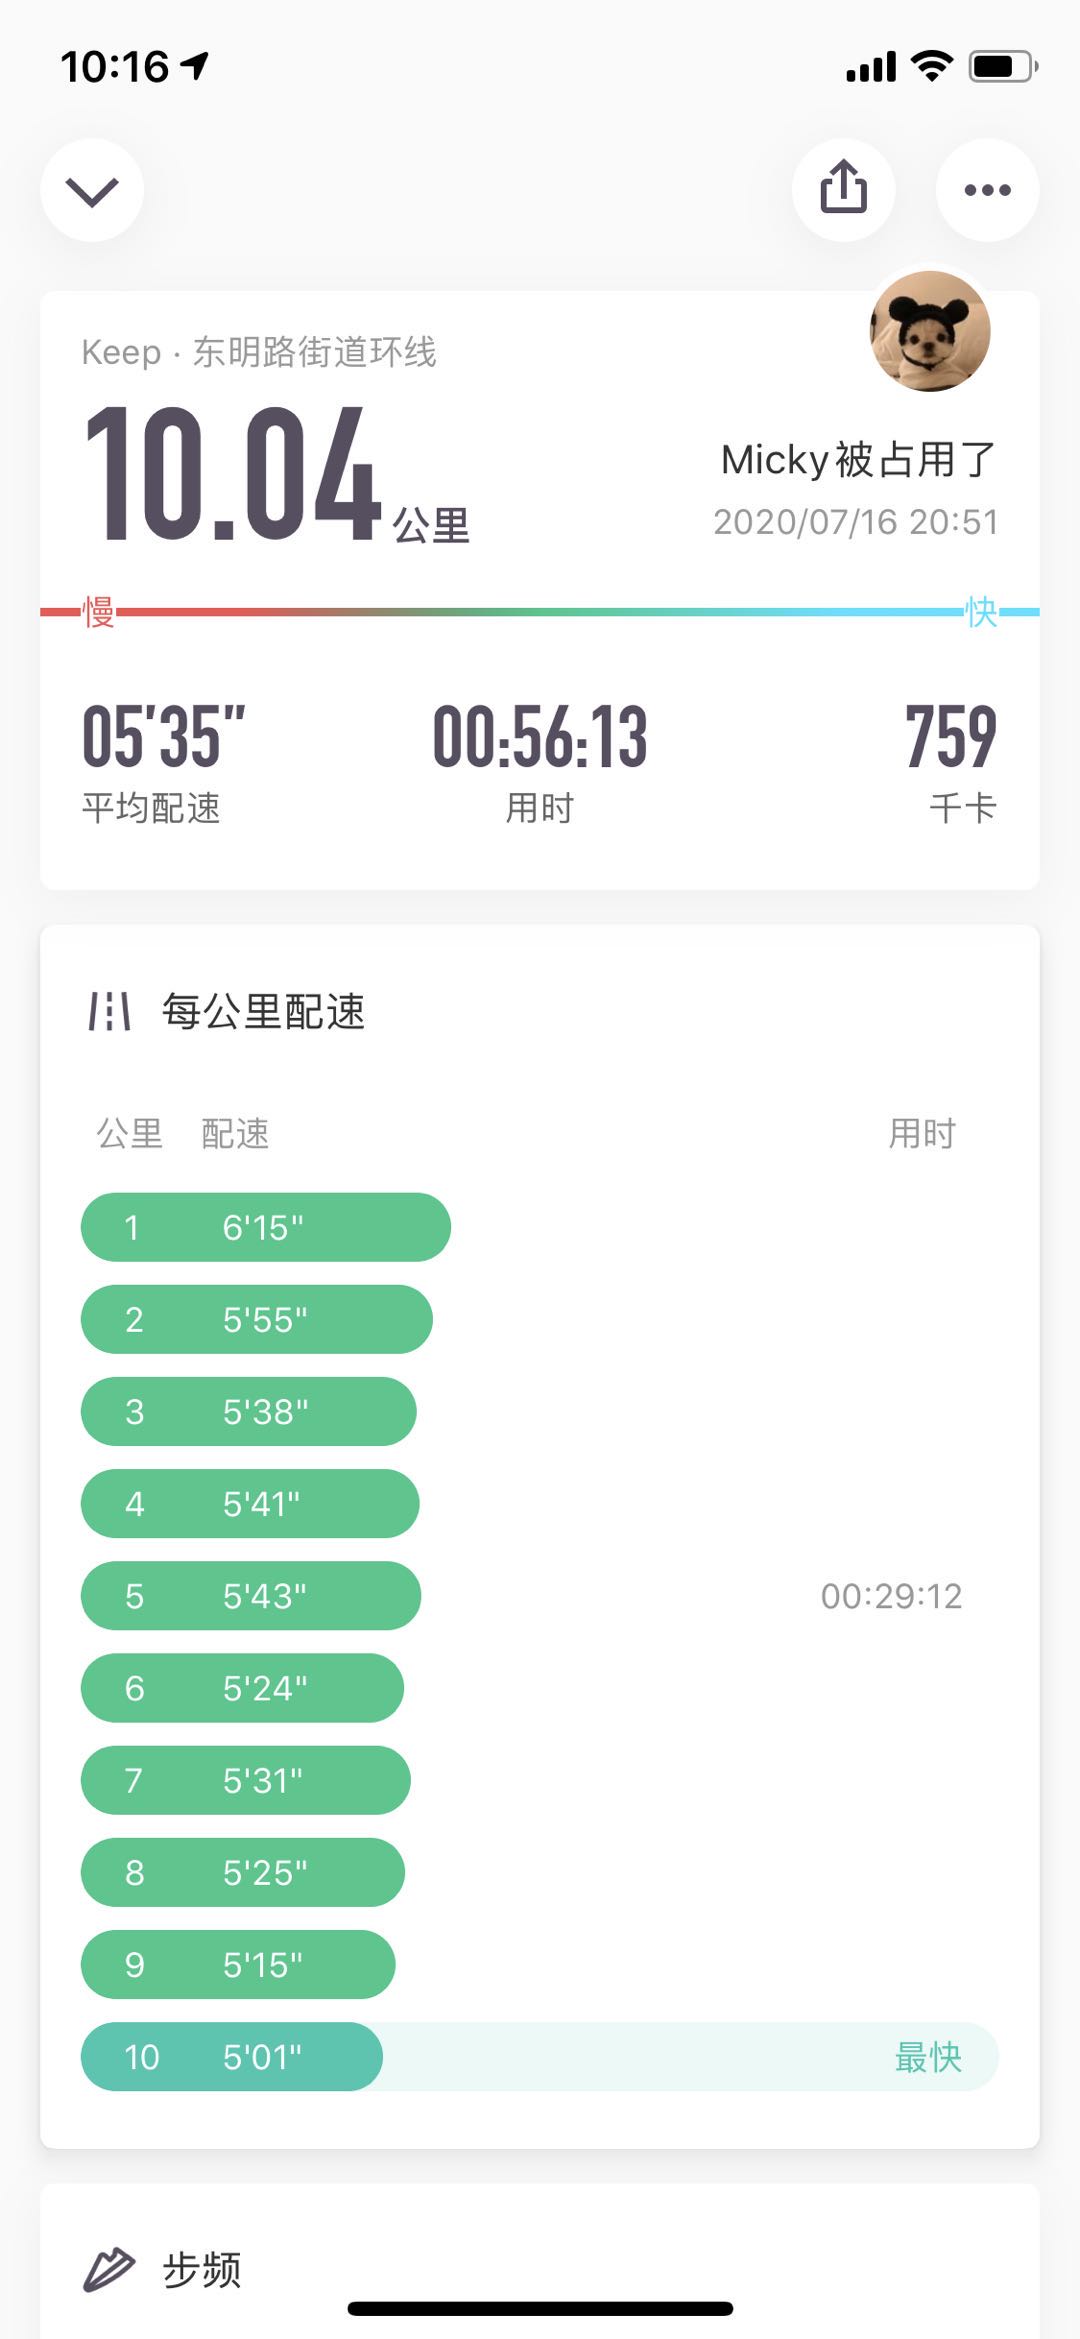 10:16
Keep · 东明路街道环线
10.04 公里
Micky被占用了
2020/07/16 20:51
慢 快
05'35" 00:56:13 759
平均配速 用时 千卡
每公里配速
公里 配速 用时
1 6'15"
2 5'55"
3 5'38"
4 5'41"
5 5'43" 00:29:12
6 5'24"
7 5'31"
8 5'25"
9 5'15"
10 5'01" 最快
步频